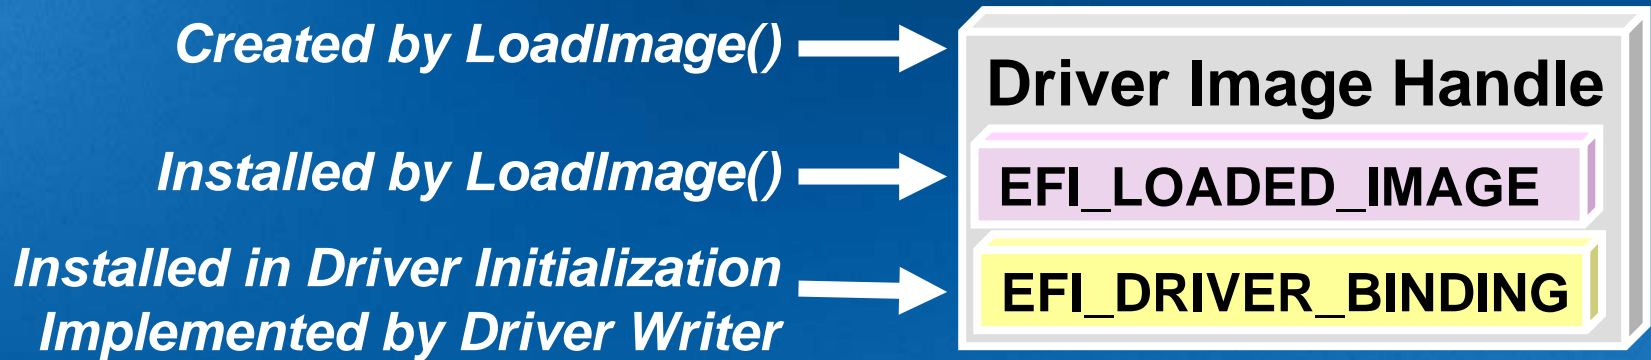 Created by LoadImage()
Driver Image Handle
Installed by LoadImage()
EFI_LOADED_IMAGE
Installed in Driver Initialization
Implemented by Driver Writer
EFI_DRIVER_BINDING